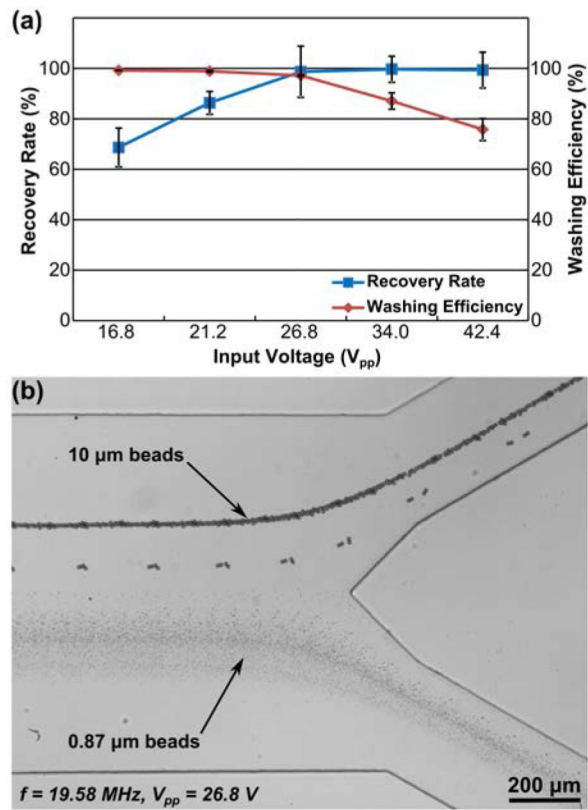 (a)
120
100
80
60
40
20
0
Recovery Rate (%)
100
80
60
40
20
0
Washing Efficiency (%)
Recovery Rate
Washing Efficiency
16.8 21.2 26.8 34.0 42.4
Input Voltage (Vpp)
(b)
10 µm beads
0.87 µm beads
f = 19.58 MHz, Vpp = 26.8 V
200 µm